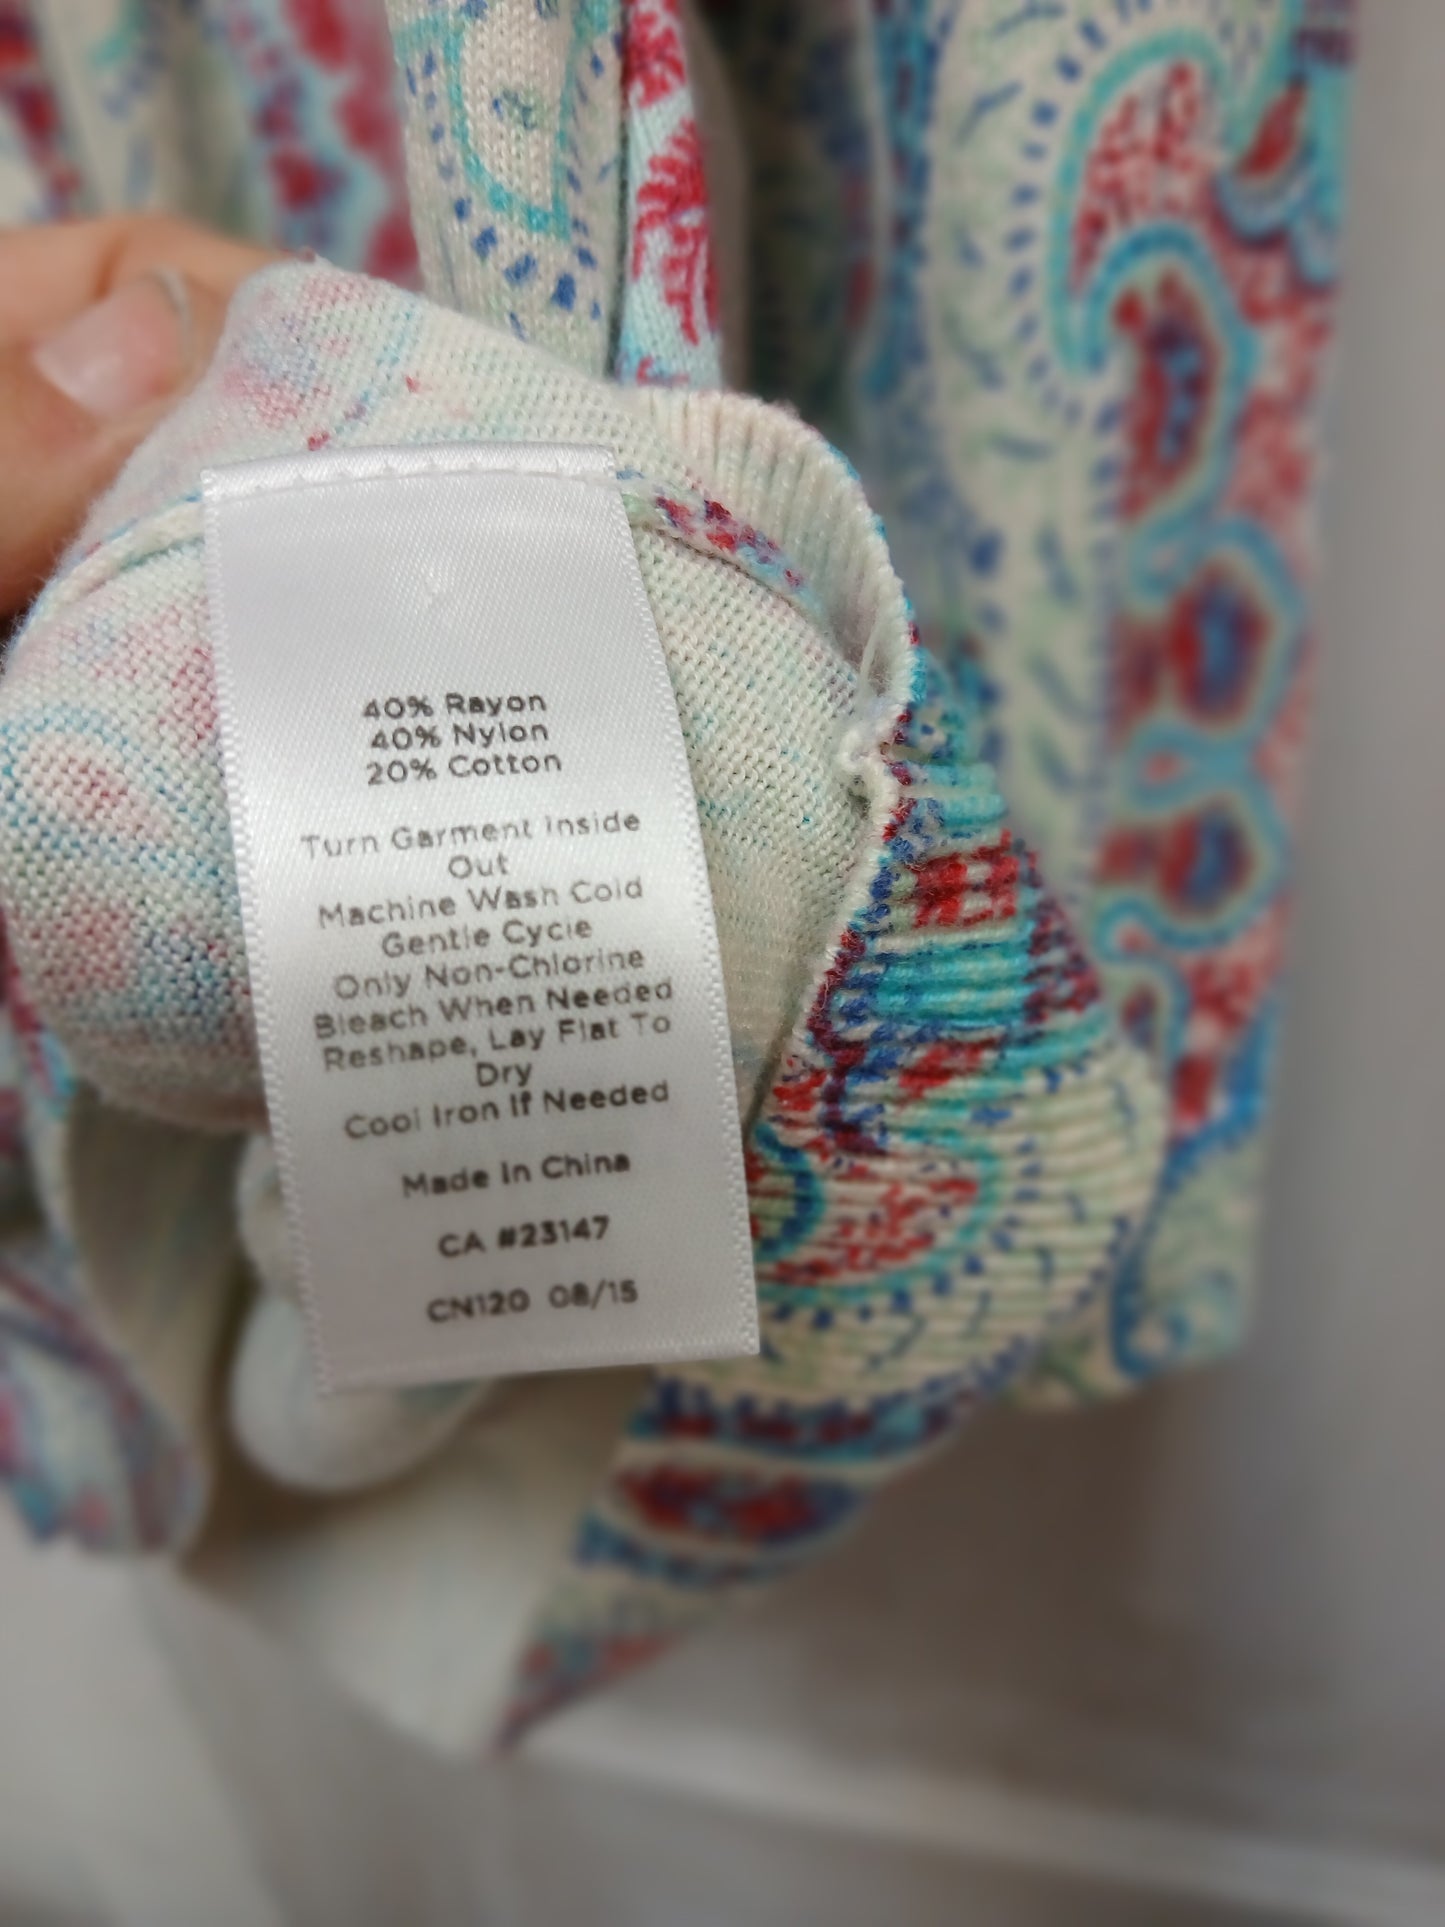 40% Rayon
40% Nylon
20% Cotton
Turn Garment Inside
Out
Machine Wash Cold
Gentle Cycle
Only Non-Chlorine
Bleach When Needed
Reshape, Lay Flat To
Dry
Cool Iron If Needed
Made In China
CA #23147
CN120 08/15